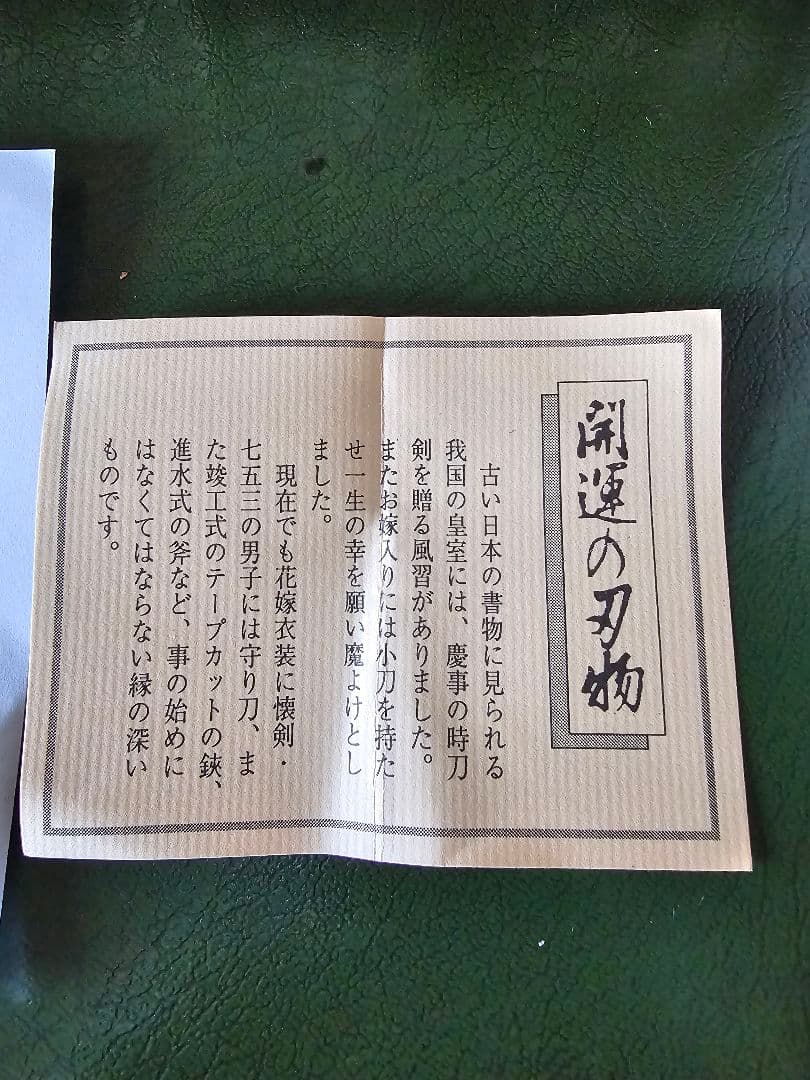 開運の刃物
古い日本の書物に見られる
我国の皇室には、慶事の時刀
剣を贈る風習がありました。
またお嫁入りには小刀を持た
せ一生の幸を願い魔よけとし
ました。
現在でも花嫁衣装に懐剣・
七五三の男子には守り刀、ま
た竣工式のテープカットの鋏、
進水式の斧など、事の始めに
はなくてはならない縁の深い
ものです。